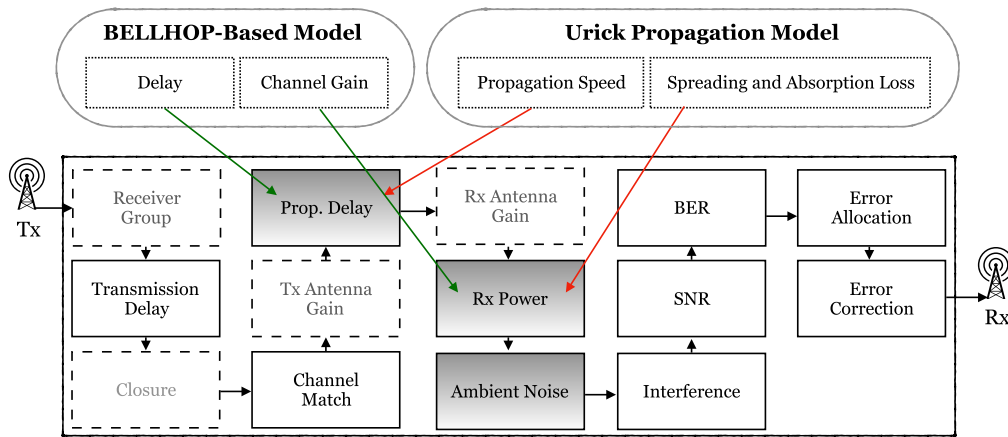 BELLHOP-Based Model
Urick Propagation Model
Delay
Channel Gain
Propagation Speed
Spreading and Absorption Loss
Tx
Receiver
Group
Prop. Delay
Rx Antenna
Gain
BER
Error
Allocation
Transmission
Delay
Tx Antenna
Gain
Rx Power
SNR
Error
Correction
Rx
Closure
Channel
Match
Ambient Noise
Interference